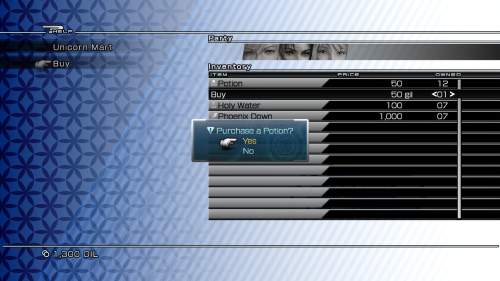 HELP
Unicorn Mart
Buy
Party
Inventory
ITEM PRICE OWNED
Potion 50 12
Buy 50 gil <01>
Holy Water 100 07
Phoenix Down 1,000 07
Purchase a Potion?
Yes
No
1,300 GIL